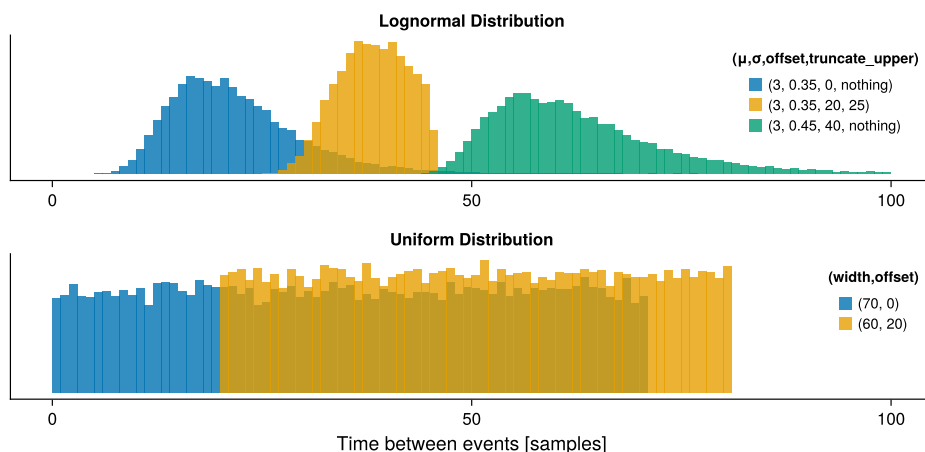 Lognormal Distribution
(μ,σ,offset,truncate_upper)
(3, 0.35, 0, nothing)
(3, 0.35, 20, 25)
(3, 0.45, 40, nothing)
0
50
100
Uniform Distribution
(width,offset)
(70, 0)
(60, 20)
0
50
100
Time between events [samples]